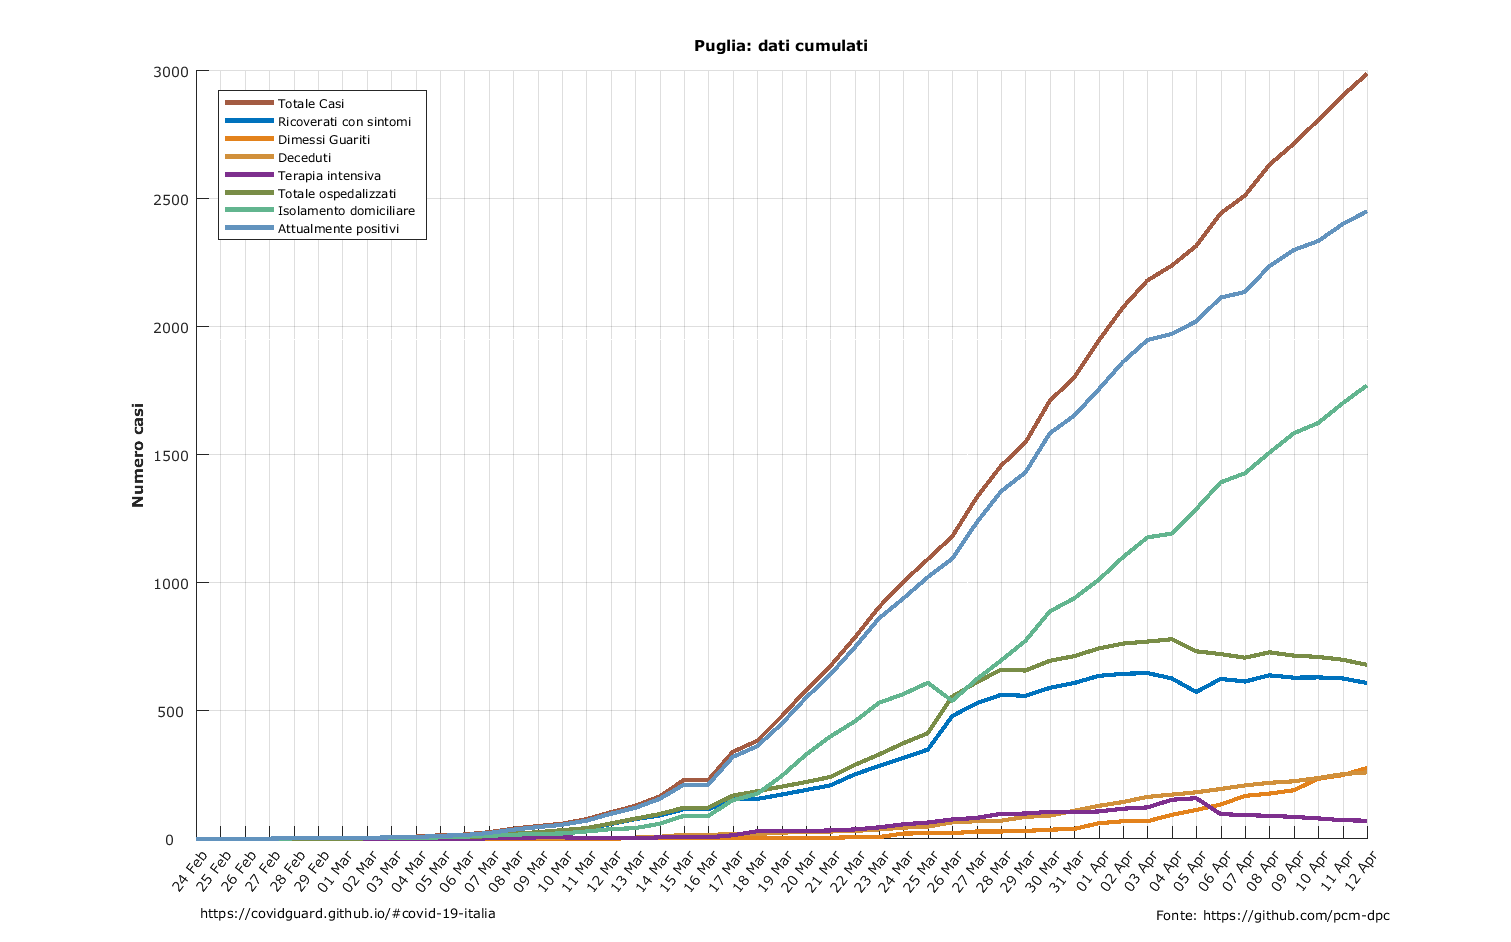 Puglia: dati cumulati
Numero casi
3000
2500
2000
1500
1000
500
0
Totale Casi
Ricoverati con sintomi
Dimessi Guariti
Deceduti
Terapia intensiva
Totale ospedalizzati
Isolamento domiciliare
Attualmente positivi
24 Feb
25 Feb
26 Feb
27 Feb
28 Feb
29 Feb
01 Mar
02 Mar
03 Mar
04 Mar
05 Mar
06 Mar
07 Mar
08 Mar
09 Mar
10 Mar
11 Mar
12 Mar
13 Mar
14 Mar
15 Mar
16 Mar
17 Mar
18 Mar
19 Mar
20 Mar
21 Mar
22 Mar
23 Mar
24 Mar
25 Mar
26 Mar
27 Mar
28 Mar
29 Mar
30 Mar
31 Mar
01 Apr
02 Apr
03 Apr
04 Apr
05 Apr
06 Apr
07 Apr
08 Apr
09 Apr
10 Apr
11 Apr
12 Apr
https://covidguard.github.io/#covid-19-italia
Fonte: https://github.com/pcm-dpc